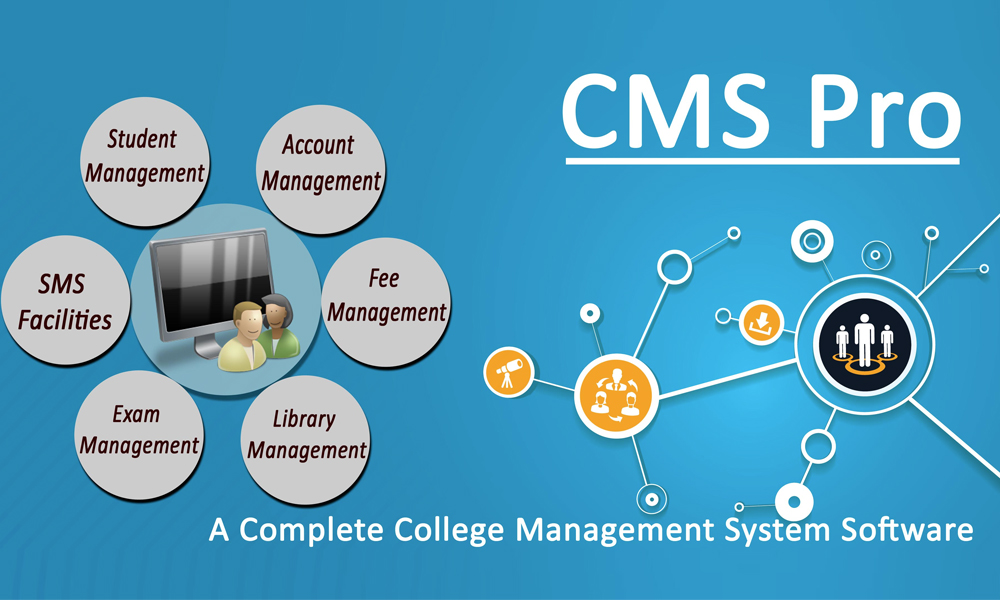 CMS Pro
Student
Management
Account
Management
SMS
Facilities
Fee
Management
Exam
Management
Library
Management
A Complete College Management System Software